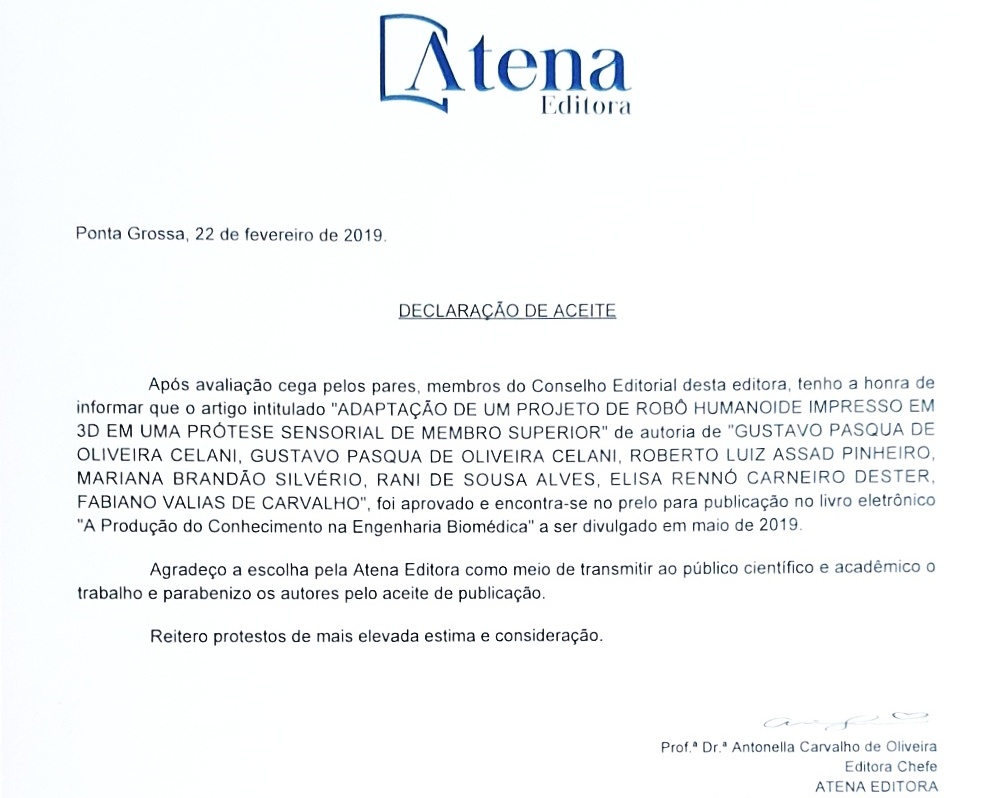 Atena
Editora
Ponta Grossa, 22 de fevereiro de 2019.
DECLARAÇÃO DE ACEITE
Após avaliação cega pelos pares, membros do Conselho Editorial desta editora, tenho a honra de
informar que o artigo intitulado "ADAPTAÇÃO DE UM PROJETO DE ROBÔ HUMANOIDE IMPRESSO EM
3D EM UMA PRÓTESE SENSORIAL DE MEMBRO SUPERIOR" de autoria de "GUSTAVO PASQUA DE
OLIVEIRA CELANI, GUSTAVO PASQUA DE OLIVEIRA CELANI, ROBERTO LUIZ ASSAD PINHEIRO,
MARIANA BRANDÃO SILVÉRIO, RANI DE SOUSA ALVES, ELISA RENNÓ CARNEIRO DESTER,
FABIANO VALIAS DE CARVALHO", foi aprovado e encontra-se no prelo para publicação no livro eletrônico
"A Produção do Conhecimento na Engenharia Biomédica" a ser divulgado em maio de 2019.
Agradeço a escolha pela Atena Editora como meio de transmitir ao público científico e acadêmico o
trabalho e parabenizo os autores pelo aceite de publicação.
Reitero protestos de mais elevada estima e consideração.
Prof.ª Dr.ª Antonella Carvalho de Oliveira
Editora Chefe
ATENA EDITORA